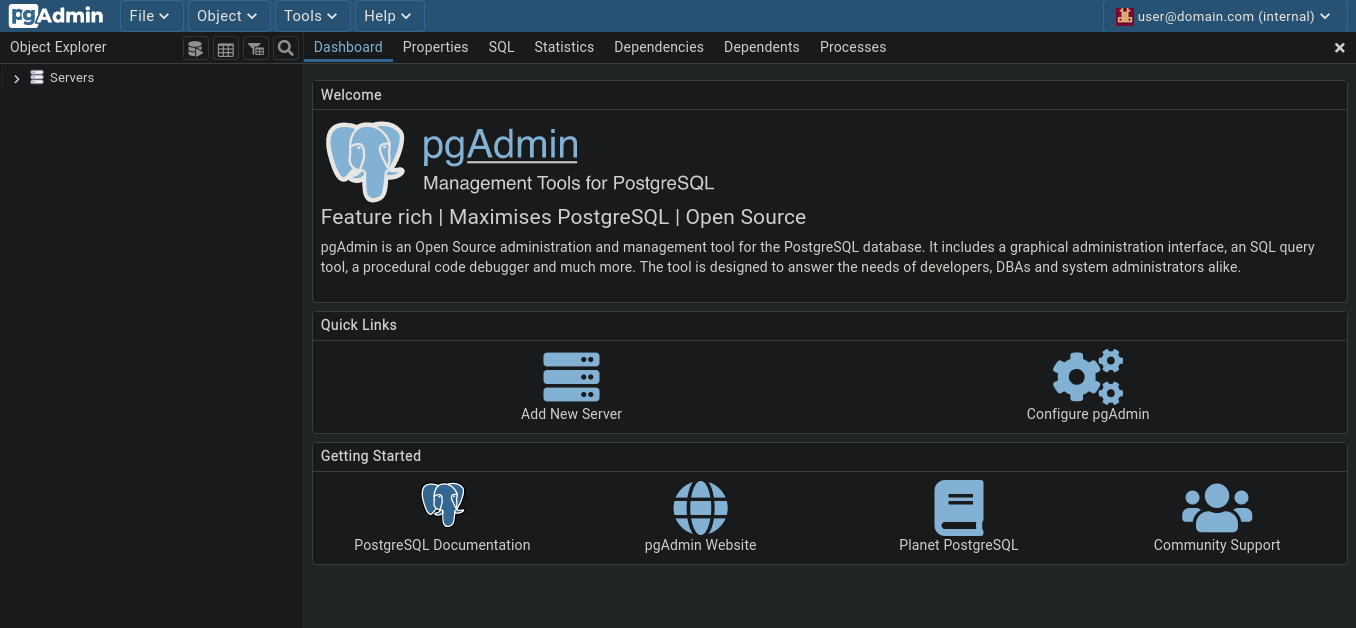 pgAdmin File Object Tools Help user@domain.com (internal)
Object Explorer Dashboard Properties SQL Statistics Dependencies Dependents Processes
Servers
Welcome
pgAdmin
Management Tools for PostgreSQL
Feature rich | Maximises PostgreSQL | Open Source
pgAdmin is an Open Source administration and management tool for the PostgreSQL database. It includes a graphical administration interface, an SQL query
tool, a procedural code debugger and much more. The tool is designed to answer the needs of developers, DBAs and system administrators alike.
Quick Links
Add New Server Configure pgAdmin
Getting Started
PostgreSQL Documentation pgAdmin Website Planet PostgreSQL Community Support